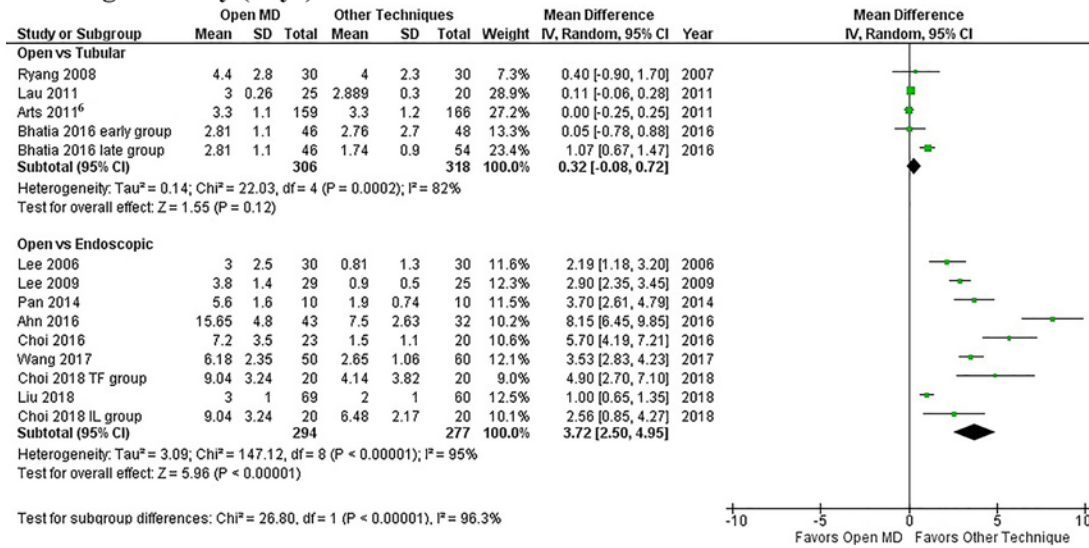 Open MD Other Techniques Mean Difference Mean Difference
Study or Subgroup Mean SD Total Mean SD Total Weight IV, Random, 95% CI Year IV, Random, 95% CI
Open vs Tubular
Ryang 2008 4.4 2.8 30 4 2.3 30 7.3% 0.40 [-0.90, 1.70] 2007
Lau 2011 3 0.26 25 2.889 0.3 20 28.9% 0.11 [-0.06, 0.28] 2011
Arts 2011⁶ 3.3 1.1 159 3.3 1.2 166 27.2% 0.00 [-0.25, 0.25] 2011
Bhatia 2016 early group 2.81 1.1 46 2.76 2.7 48 13.3% 0.05 [-0.78, 0.88] 2016
Bhatia 2016 late group 2.81 1.1 46 1.74 0.9 54 23.4% 1.07 [0.67, 1.47] 2016
Subtotal (95% CI) 306 318 100.0% 0.32 [-0.08, 0.72]
Heterogeneity: Tau² = 0.14; Chi² = 22.03, df = 4 (P = 0.0002); I² = 82%
Test for overall effect: Z = 1.55 (P = 0.12)
Open vs Endoscopic
Lee 2006 3 2.5 30 0.81 1.3 30 11.6% 2.19 [1.18, 3.20] 2006
Lee 2009 3.8 1.4 29 0.9 0.5 25 12.3% 2.90 [2.35, 3.45] 2009
Pan 2014 5.6 1.6 10 1.9 0.74 10 11.5% 3.70 [2.61, 4.79] 2014
Ahn 2016 15.65 4.8 43 7.5 2.63 32 10.2% 8.15 [6.45, 9.85] 2016
Choi 2016 7.2 3.5 23 1.5 1.1 20 10.6% 5.70 [4.19, 7.21] 2016
Wang 2017 6.18 2.35 50 2.65 1.06 60 12.1% 3.53 [2.83, 4.23] 2017
Choi 2018 TF group 9.04 3.24 20 4.14 3.82 20 9.0% 4.90 [2.70, 7.10] 2018
Liu 2018 3 1 69 2 1 60 12.5% 1.00 [0.65, 1.35] 2018
Choi 2018 IL group 9.04 3.24 20 6.48 2.17 20 10.1% 2.56 [0.85, 4.27] 2018
Subtotal (95% CI) 294 277 100.0% 3.72 [2.50, 4.95]
Heterogeneity: Tau² = 3.09; Chi² = 147.12, df = 8 (P < 0.00001); I² = 95%
Test for overall effect: Z = 5.96 (P < 0.00001)
Test for subgroup differences: Chi² = 26.80, df = 1 (P < 0.00001), I² = 96.3%
-10 -5 0 5 10
Favors Open MD Favors Other Technique